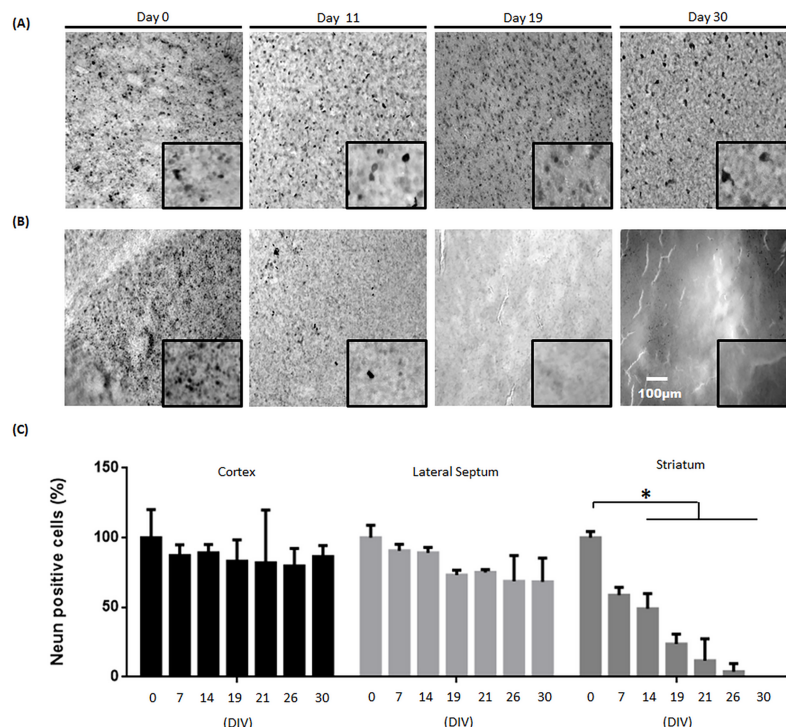 (A)
Day 0
Day 11
Day 19
Day 30
(B)
100µm
(C)
Neun positive cells (%)
150
100
50
0
Cortex
Lateral Septum
Striatum
*
0 7 14 19 21 26 30
0 7 14 19 21 26 30
0 7 14 19 21 26 30
(DIV)
(DIV)
(DIV)